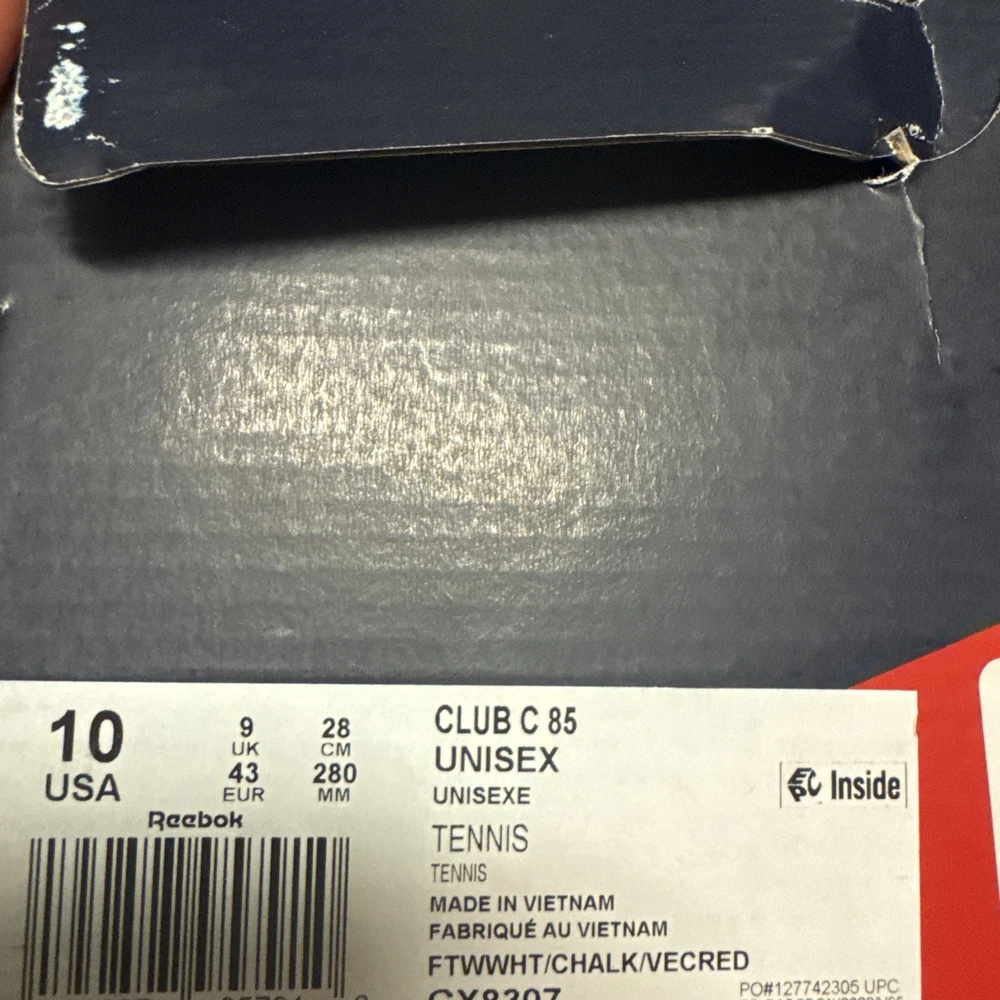 10
USA
9
UK
43
EUR
28
CM
280
MM
Reebok
CLUB C 85
UNISEX
UNISEXE
TENNIS
TENNIS
MADE IN VIETNAM
FABRIQUÉ AU VIETNAM
FTWWHT/CHALK/VECRED
Inside
PO#127742305 UPC